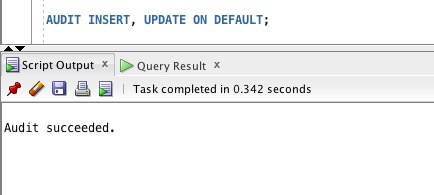 AUDIT INSERT, UPDATE ON DEFAULT;
Script Output x Query Result x
Task completed in 0.342 seconds
Audit succeeded.